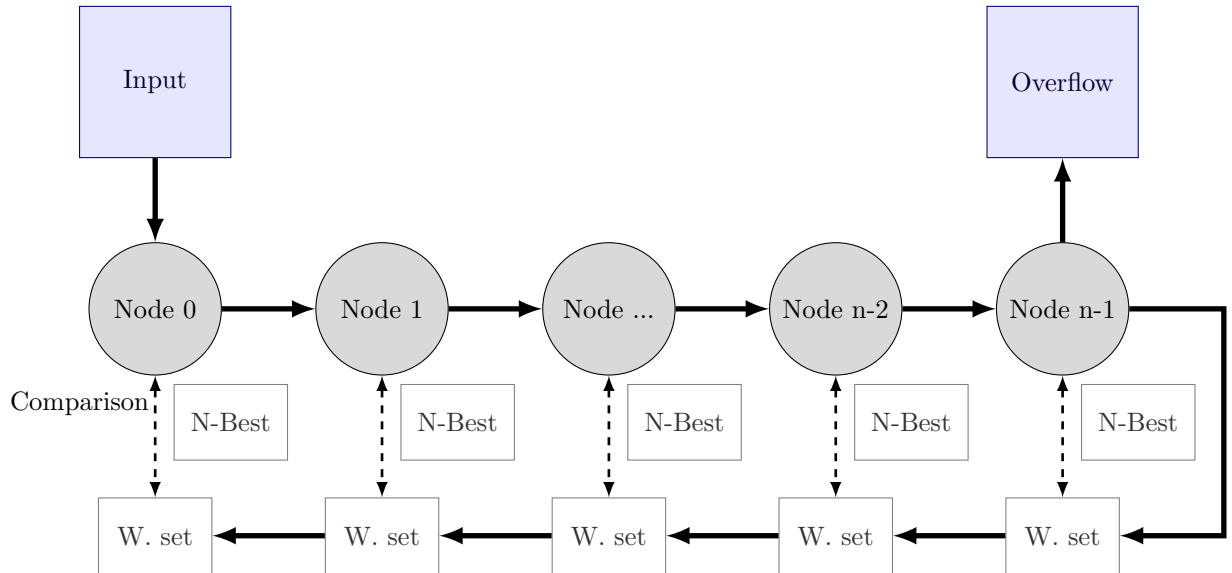 Input
Overflow
Node 0
Node 1
Node ...
Node n-2
Node n-1
Comparison
N-Best
N-Best
N-Best
N-Best
N-Best
W. set
W. set
W. set
W. set
W. set